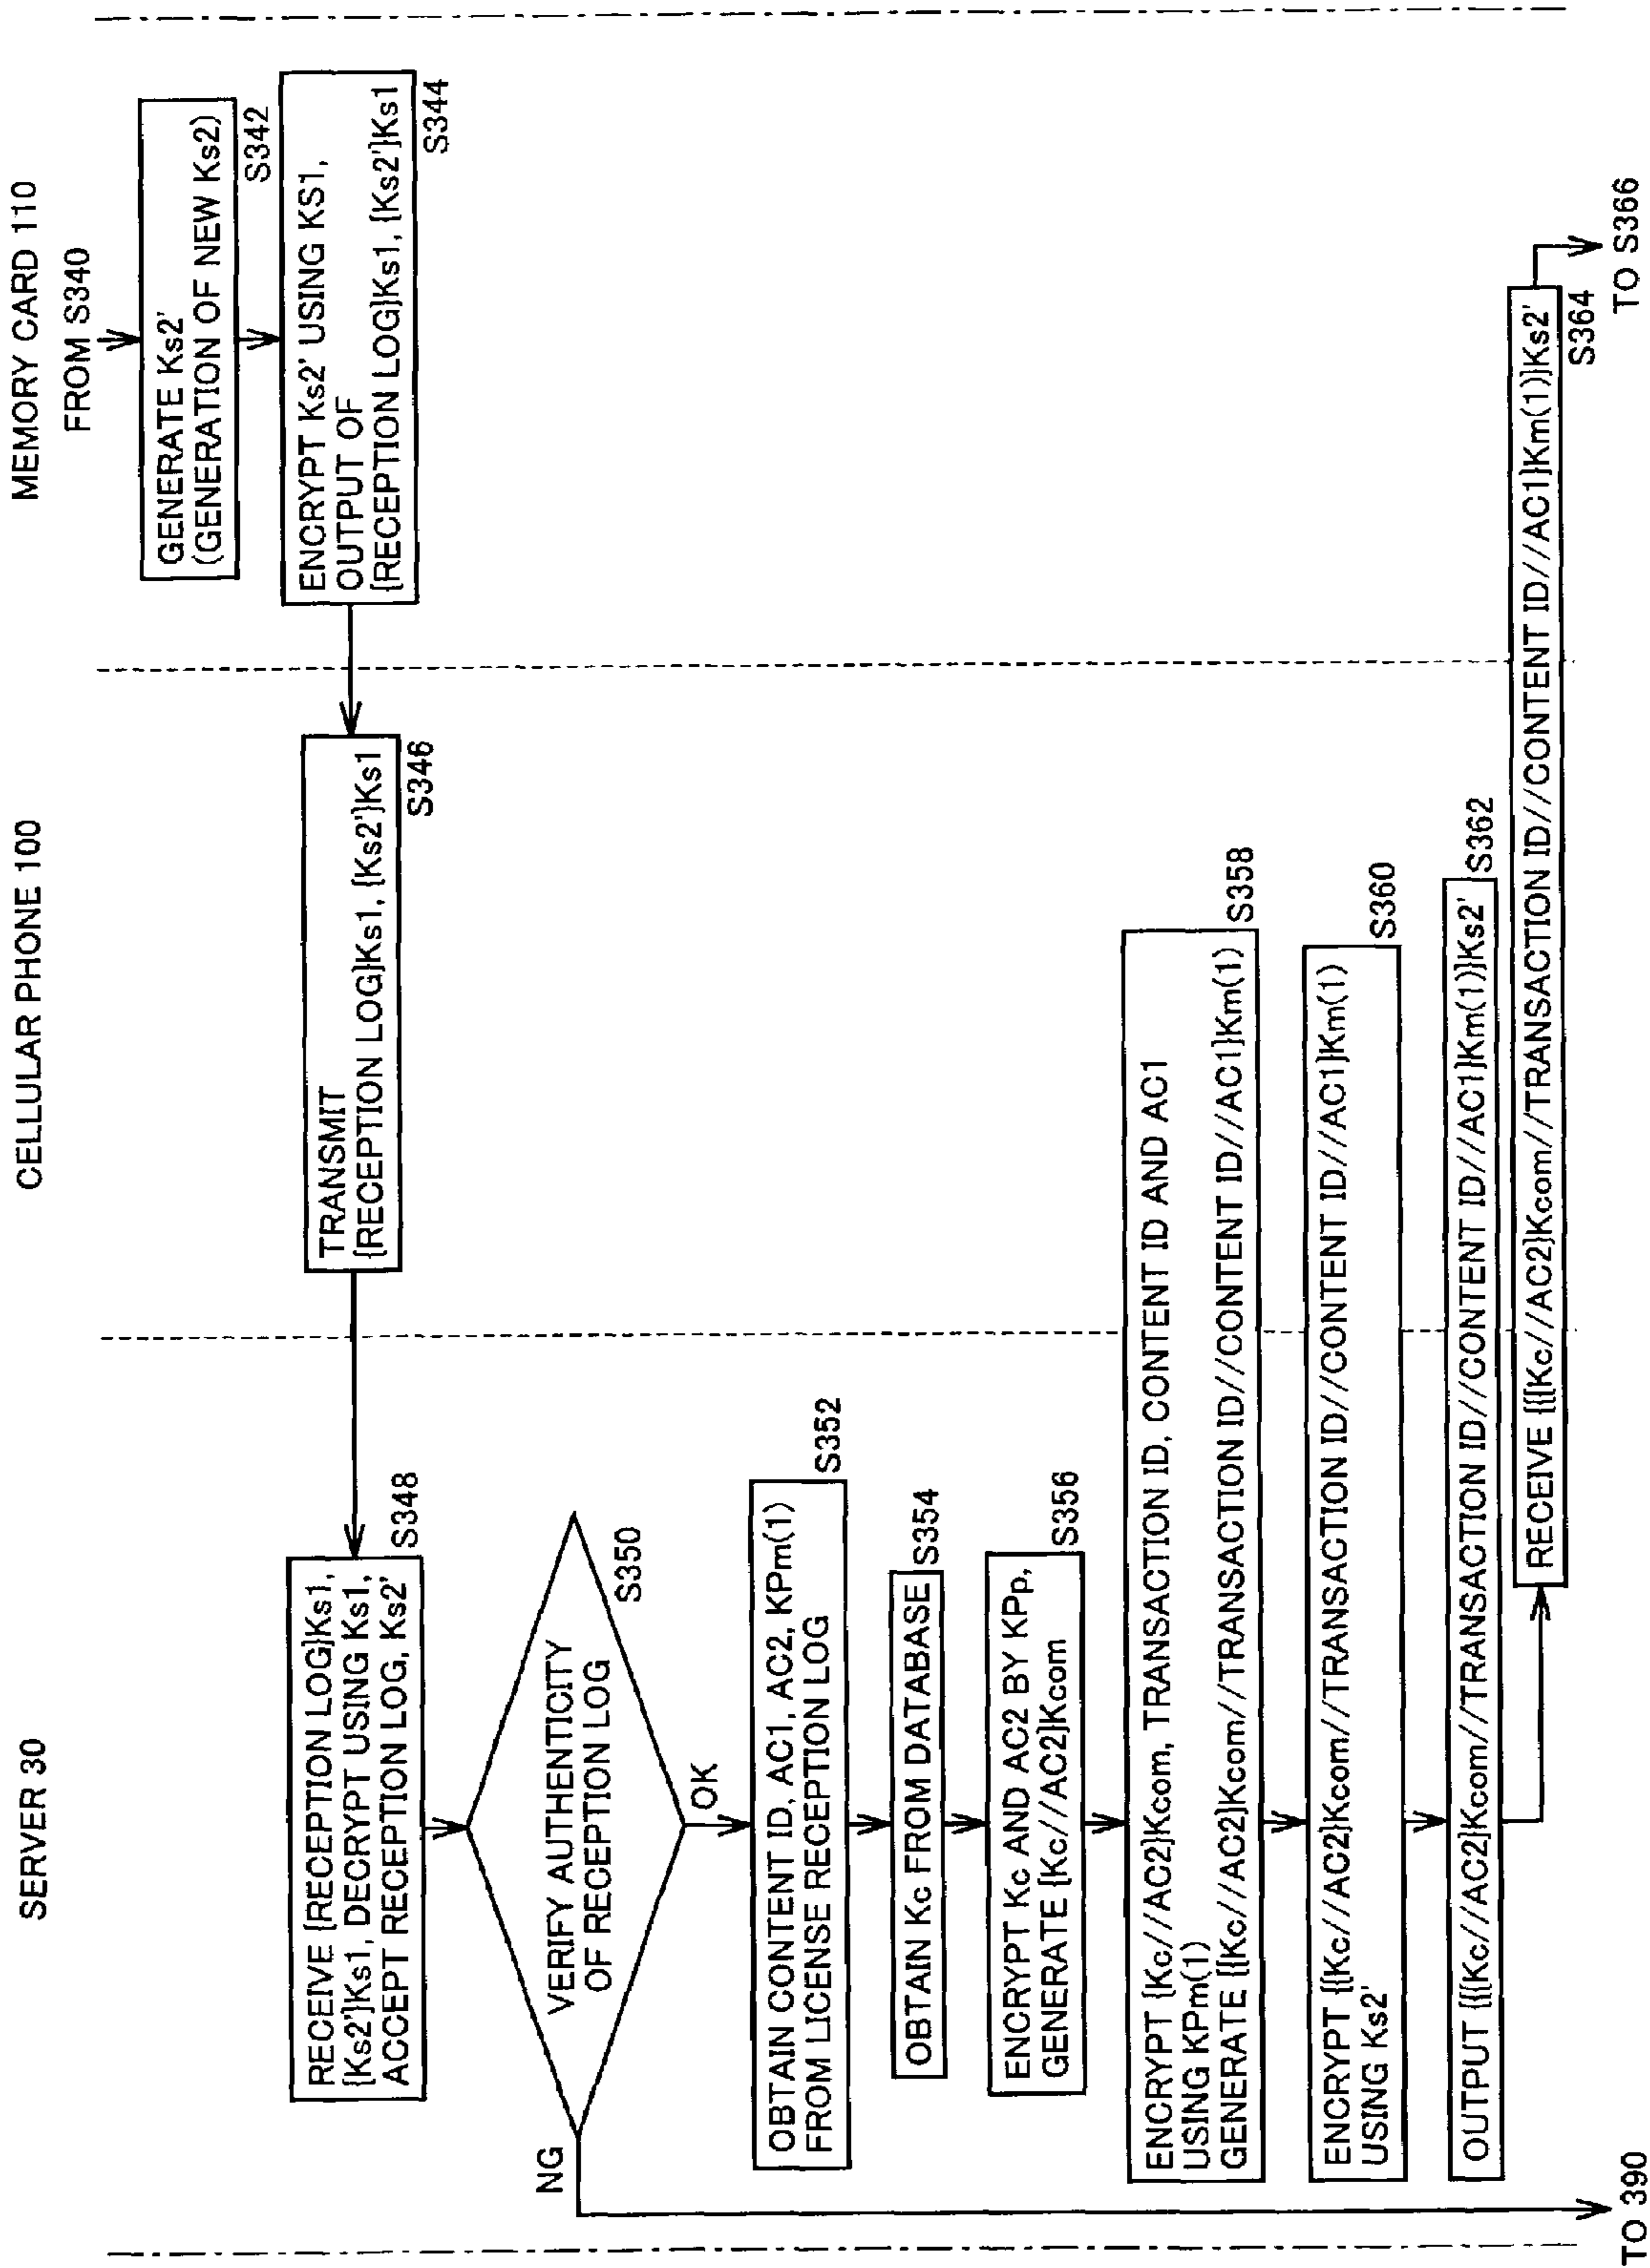 SERVER 30
CELLULAR PHONE 100
MEMORY CARD 110
FROM S340
GENERATE Ks2'
(GENERATION OF NEW Ks2)
S342
ENCRYPT Ks2' USING KS1,
OUTPUT OF
{RECEPTION LOG}Ks1, {Ks2'}Ks1
S344
TRANSMIT
{RECEPTION LOG}Ks1, {Ks2'}Ks1
S346
RECEIVE {RECEPTION LOG}Ks1,
{Ks2'}Ks1, DECRYPT USING Ks1,
ACCEPT RECEPTION LOG, Ks2'
S348
VERIFY AUTHENTICITY
OF RECEPTION LOG
S350
NG
OK
OBTAIN CONTENT ID, AC1, AC2, KPm(1)
FROM LICENSE RECEPTION LOG
S352
OBTAIN Kc FROM DATABASE
S354
ENCRYPT Kc AND AC2 BY KPp,
GENERATE {Kc//AC2}Kcom
S356
ENCRYPT {Kc//AC2}Kcom, TRANSACTION ID, CONTENT ID AND AC1
USING KPm(1)
GENERATE {{Kc//AC2}Kcom//TRANSACTION ID//CONTENT ID//AC1}Km(1)
S358
ENCRYPT {{Kc//AC2}Kcom//TRANSACTION ID//CONTENT ID//AC1}Km(1)
USING Ks2'
S360
OUTPUT {{{Kc//AC2}Kcom//TRANSACTION ID//CONTENT ID//AC1}Km(1)}Ks2'
S362
RECEIVE {{{Kc//AC2}Kcom//TRANSACTION ID//CONTENT ID//AC1}Km(1)}Ks2'
S364
TO 390
TO S366